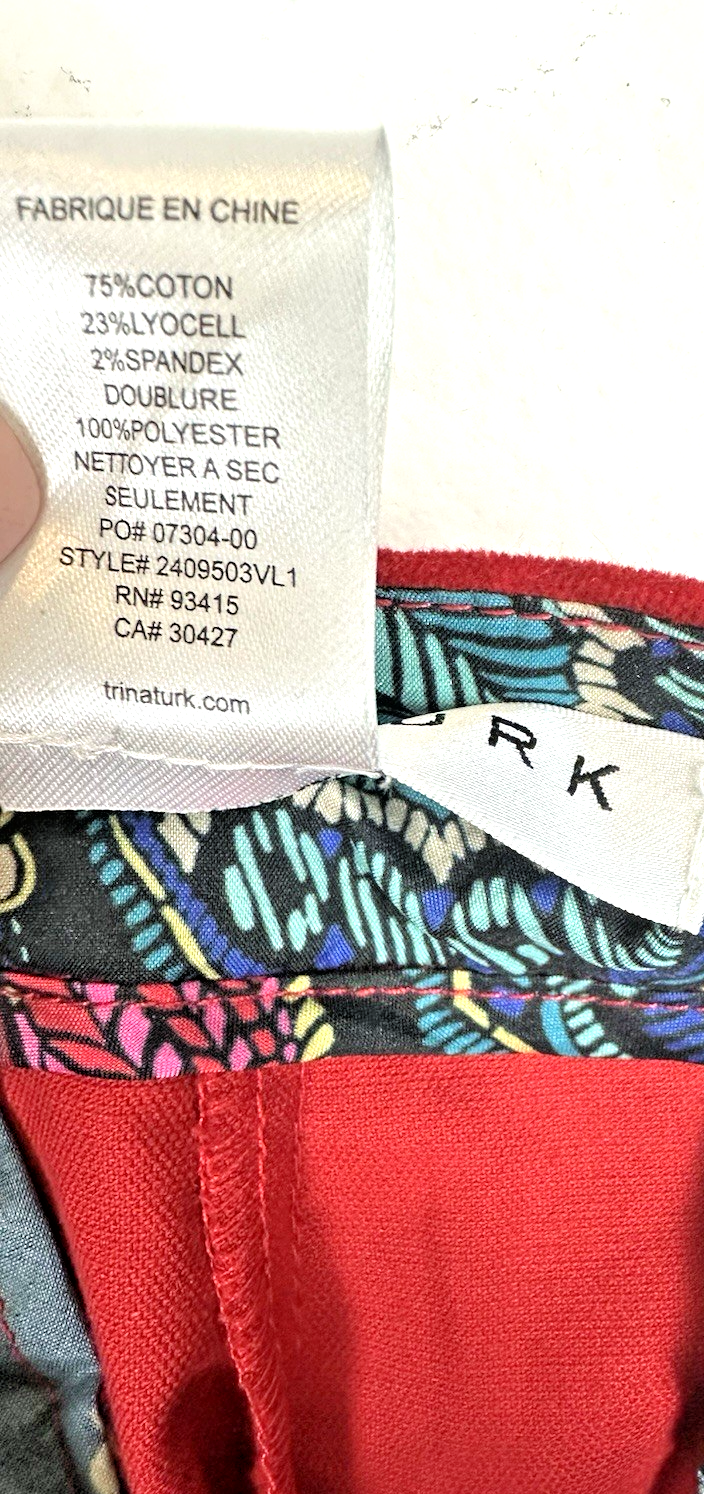 FABRIQUE EN CHINE
75%COTON
23%LYOCELL
2%SPANDEX
DOUBLURE
100%POLYESTER
NETTOYER A SEC
SEULEMENT
PO# 07304-00
STYLE# 2409503VL1
RN# 93415
CA# 30427
trinaturk.com
URK